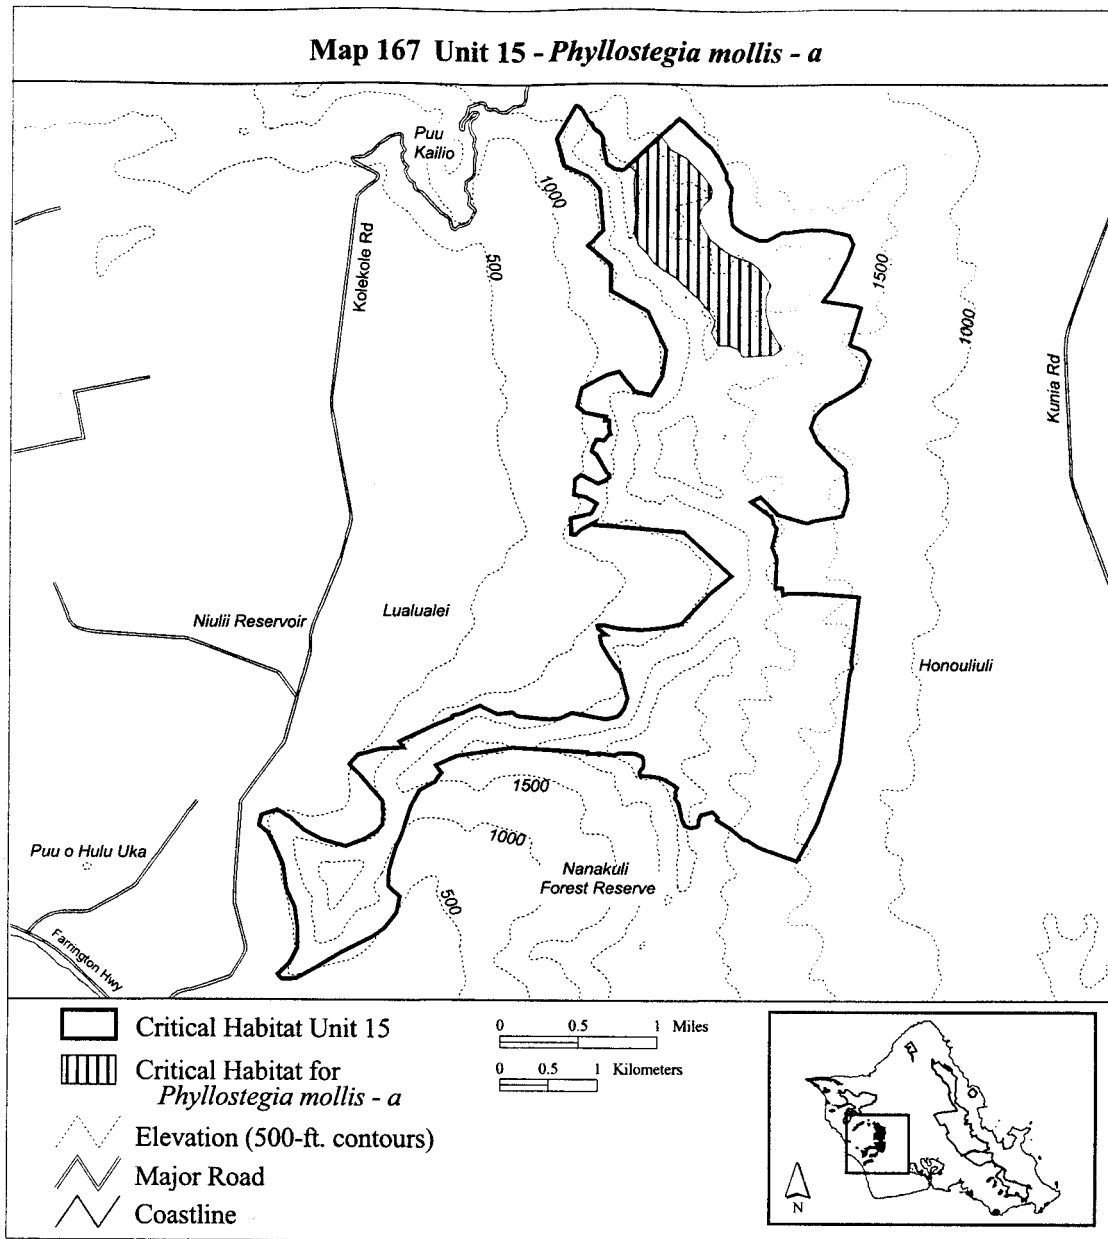 Map 167 Unit 15 - Phyllostegia mollis - a
Puu
Kailio
1000
Kolekole Rd
500
1500
1000
Kunia Rd
Niulii Reservoir
Lualualei
Honouliuli
1500
1000
Puu o Hulu Uka
Nanakuli
Forest Reserve
500
Farrington Hwy
Critical Habitat Unit 15
Critical Habitat for
Phyllostegia mollis - a
Elevation (500-ft. contours)
Major Road
Coastline
0 0.5 1 Miles
0 0.5 1 Kilometers
N